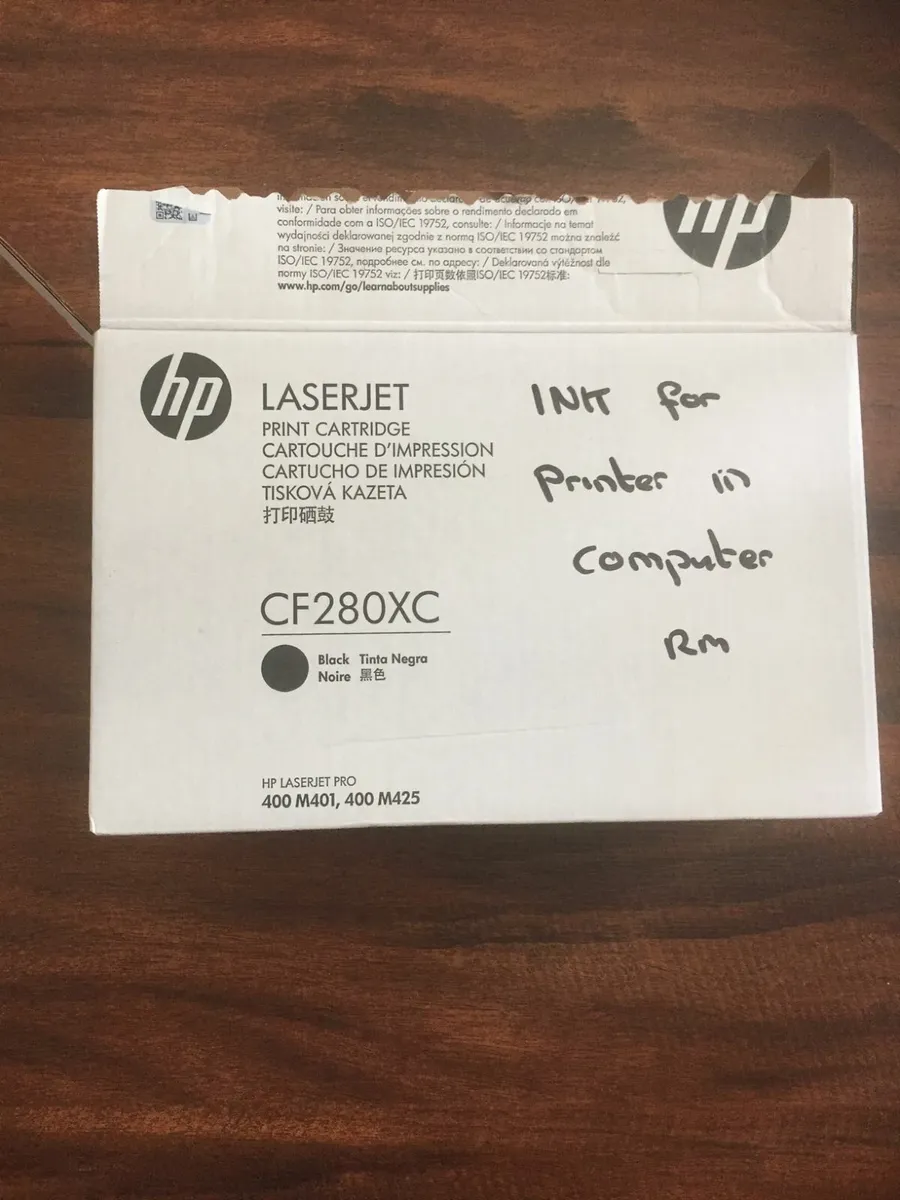 visite: / Para obter informações sobre o rendimento declarado em
conformidade com a ISO/IEC 19752, consulte: / Informacje na temat
wydajności deklarowanej zgodnie z normą ISO/IEC 19752 można znaleźć
na stronie: / Значение ресурса указано в соответствии со стандартом
ISO/IEC 19752, подробнее см. по адресу: / Deklarovaná výtěžnost dle
normy ISO/IEC 19752 viz: / 打印页数依照ISO/IEC 19752标准:
www.hp.com/go/learnaboutsupplies
hp
hp
LASERJET
PRINT CARTRIDGE
CARTOUCHE D'IMPRESSION
CARTUCHO DE IMPRESIÓN
TISKOVÁ KAZETA
打印硒鼓
CF280XC
Black Tinta Negra
Noire 黑色
HP LASERJET PRO
400 M401, 400 M425
INK for
Printer in
computer
Rm